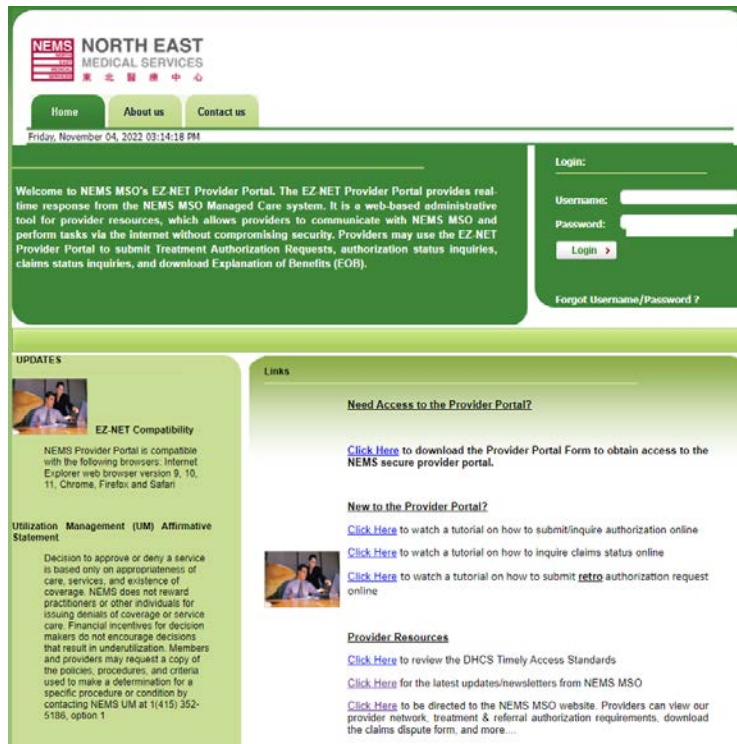 NEMS
NORTH EAST
MEDICAL SERVICES
東北醫療中心
Home
About us
Contact us
Friday, November 04, 2022 03:14:18 PM
Welcome to NEMS MSO's EZ-NET Provider Portal. The EZ-NET Provider Portal provides real-
time response from the NEMS MSO Managed Care system. It is a web-based administrative
tool for provider resources, which allows providers to communicate with NEMS MSO and
perform tasks via the internet without compromising security. Providers may use the EZ-NET
Provider Portal to submit Treatment Authorization Requests, authorization status inquiries,
claims status inquiries, and download Explanation of Benefits (EOB).
Login:
Username:
Password:
Login
Forgot Username/Password ?
UPDATES
EZ-NET Compatibility
NEMS Provider Portal is compatible
with the following browsers: Internet
Explorer web browser version 9, 10,
11, Chrome, Firefox and Safari
Utilization Management (UM) Affirmative
Statement
Decision to approve or deny a service
is based only on appropriateness of
care, services, and existence of
coverage. NEMS does not reward
practitioners or other individuals for
issuing denials of coverage or service
care. Financial incentives for decision
makers do not encourage decisions
that result in underutilization. Members
and providers may request a copy of
the policies, procedures, and criteria
used to make a determination for a
specific procedure or condition by
contacting NEMS UM at 1(415) 352-
5186, option 1
Links
Need Access to the Provider Portal?
Click Here to download the Provider Portal Form to obtain access to the
NEMS secure provider portal.
New to the Provider Portal?
Click Here to watch a tutorial on how to submit/inquire authorization online
Click Here to watch a tutorial on how to inquire claims status online
Click Here to watch a tutorial on how to submit retro authorization request
online
Provider Resources
Click Here to review the DHCS Timely Access Standards
Click Here for the latest updates/newsletters from NEMS MSO
Click Here to be directed to the NEMS MSO website. Providers can view our
provider network, treatment & referral authorization requirements, download
the claims dispute form, and more....